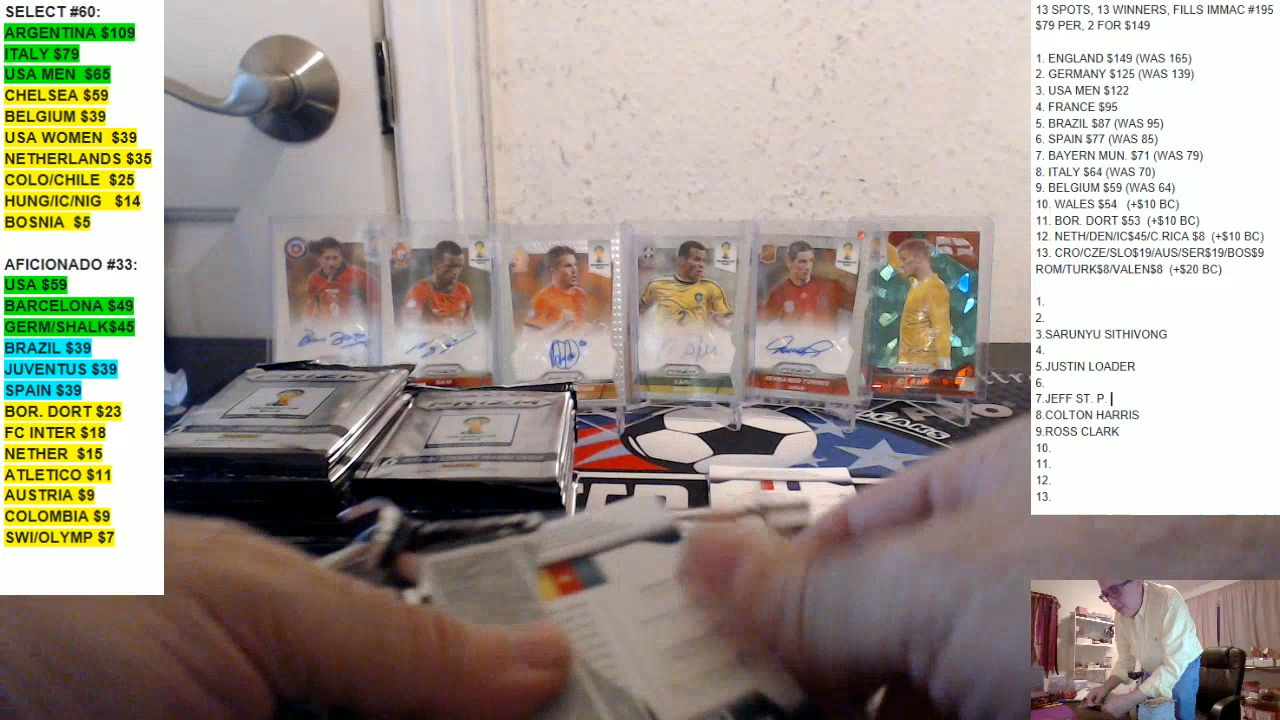 SELECT #60:
ARGENTINA $109
ITALY $79
USA MEN $65
CHELSEA $59
BELGIUM $39
USA WOMEN $39
NETHERLANDS $35
COLO/CHILE $25
HUNG/IC/NIG $14
BOSNIA $5
AFICIONADO #33:
USA $59
BARCELONA $49
GERM/SHALK$45
BRAZIL $39
JUVENTUS $39
SPAIN $39
BOR. DORT $23
FC INTER $18
NETHER $15
ATLETICO $11
AUSTRIA $9
COLOMBIA $9
SWI/OLYMP $7
13 SPOTS, 13 WINNERS, FILLS IMMAC #195
$79 PER, 2 FOR $149
1. ENGLAND $149 (WAS 165)
2. GERMANY $125 (WAS 139)
3. USA MEN $122
4. FRANCE $95
5. BRAZIL $87 (WAS 95)
6. SPAIN $77 (WAS 85)
7. BAYERN MUN. $71 (WAS 79)
8. ITALY $64 (WAS 70)
9. BELGIUM $59 (WAS 64)
10. WALES $54 (+$10 BC)
11. BOR. DORT $53 (+$10 BC)
12. NETH/DEN/IC$45/C.RICA $8 (+$10 BC)
13. CRO/CZE/SLO$19/AUS/SER$19/BOS$9
ROM/TURK$8/VALEN$8 (+$20 BC)
1.
2.
3.SARUNYU SITHIVONG
4.
5.JUSTIN LOADER
6.
7.JEFF ST. P.
8.COLTON HARRIS
9.ROSS CLARK
10.
11.
12.
13.